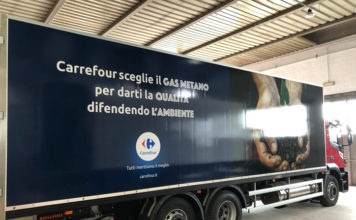 Carrefour sceglie il GAS METANO
per darti la QUALITÀ
difendendo L'AMBIENTE
Carrefour
Tutti meritiamo il meglio
carrefour.it